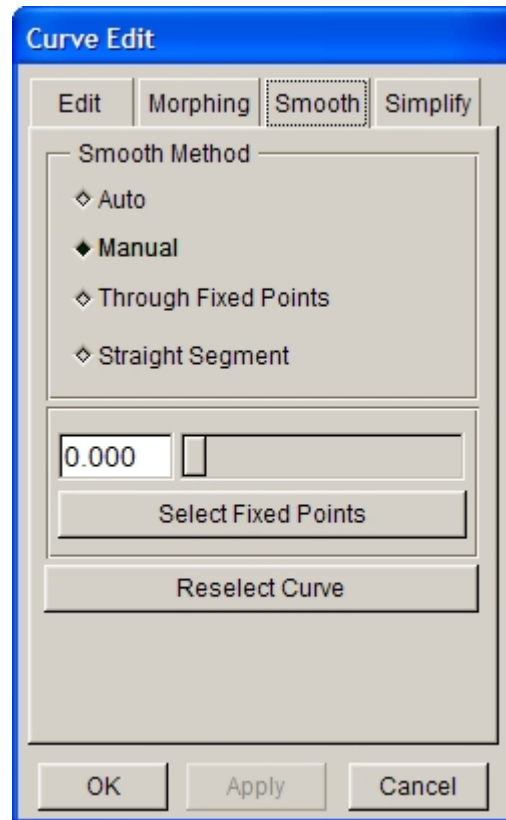 Curve Edit
Edit Morphing Smooth Simplify
Smooth Method
Auto
Manual
Through Fixed Points
Straight Segment
0.000
Select Fixed Points
Reselect Curve
OK Apply Cancel